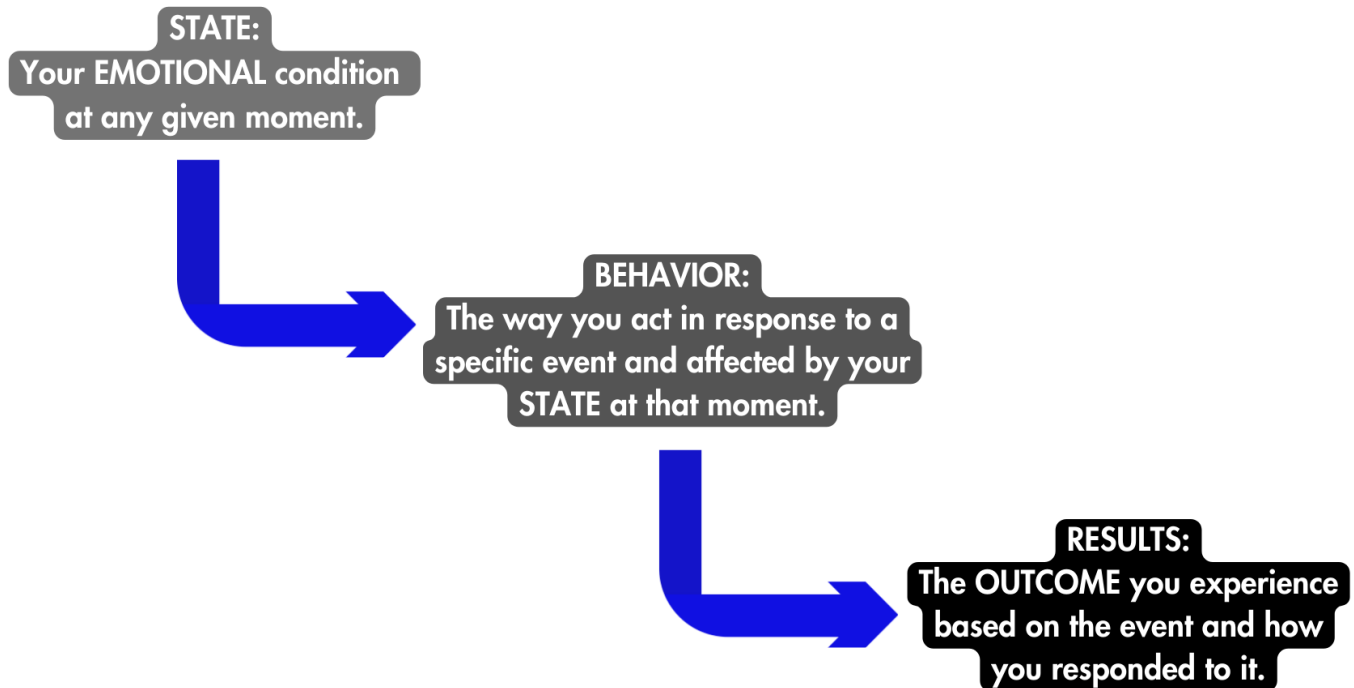 STATE:
Your EMOTIONAL condition
at any given moment.
BEHAVIOR:
The way you act in response to a
specific event and affected by your
STATE at that moment.
RESULTS:
The OUTCOME you experience
based on the event and how
you responded to it.